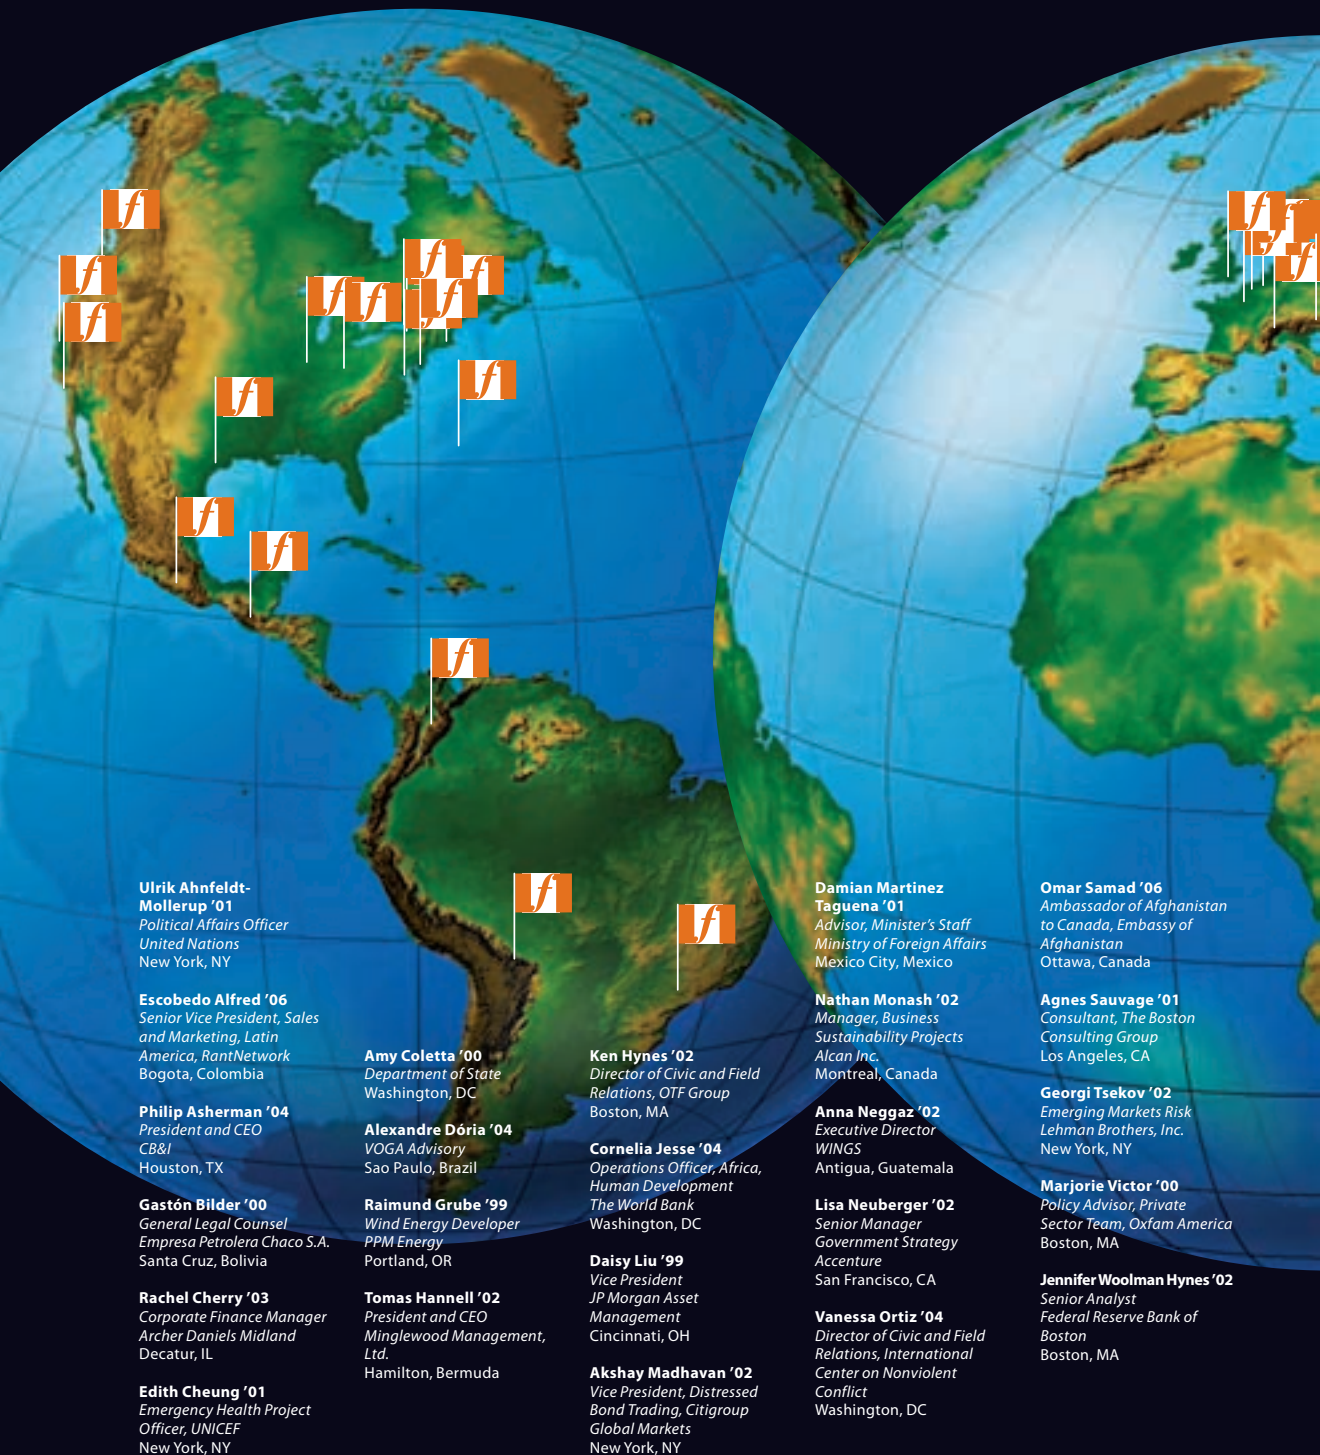 Ulrik Ahnfeldt-
Mollerup ’01
Political Affairs Officer
United Nations
New York, NY
Escobedo Alfred ’06
Senior Vice President, Sales
and Marketing, Latin
America, RantNetwork
Bogota, Colombia
Philip Asherman ’04
President and CEO
CB&I
Houston, TX
Gastón Bilder ’00
General Legal Counsel
Empresa Petrolera Chaco S.A.
Santa Cruz, Bolivia
Rachel Cherry ’03
Corporate Finance Manager
Archer Daniels Midland
Decatur, IL
Edith Cheung ’01
Emergency Health Project
Officer, UNICEF
New York, NY
Amy Coletta ’00
Department of State
Washington, DC
Alexandre Dória ’04
VOGA Advisory
Sao Paulo, Brazil
Raimund Grube ’99
Wind Energy Developer
PPM Energy
Portland, OR
Tomas Hannell ’02
President and CEO
Minglewood Management,
Ltd.
Hamilton, Bermuda
Ken Hynes ’02
Director of Civic and Field
Relations, OTF Group
Boston, MA
Cornelia Jesse ’04
Operations Officer, Africa,
Human Development
The World Bank
Washington, DC
Daisy Liu ’99
Vice President
JP Morgan Asset
Management
Cincinnati, OH
Akshay Madhavan ’02
Vice President, Distressed
Bond Trading, Citigroup
Global Markets
New York, NY
Damian Martinez
Taguena ’01
Advisor, Minister’s Staff
Ministry of Foreign Affairs
Mexico City, Mexico
Nathan Monash ’02
Manager, Business
Sustainability Projects
Alcan Inc.
Montreal, Canada
Anna Neggaz ’02
Executive Director
WINGS
Antigua, Guatemala
Lisa Neuberger ’02
Senior Manager
Government Strategy
Accenture
San Francisco, CA
Vanessa Ortiz ’04
Director of Civic and Field
Relations, International
Center on Nonviolent
Conflict
Washington, DC
Omar Samad ’06
Ambassador of Afghanistan
to Canada, Embassy of
Afghanistan
Ottawa, Canada
Agnes Sauvage ’01
Consultant, The Boston
Consulting Group
Los Angeles, CA
Georgi Tsekov ’02
Emerging Markets Risk
Lehman Brothers, Inc.
New York, NY
Marjorie Victor ’00
Policy Advisor, Private
Sector Team, Oxfam America
Boston, MA
Jennifer Woolman Hynes ’02
Senior Analyst
Federal Reserve Bank of
Boston
Boston, MA